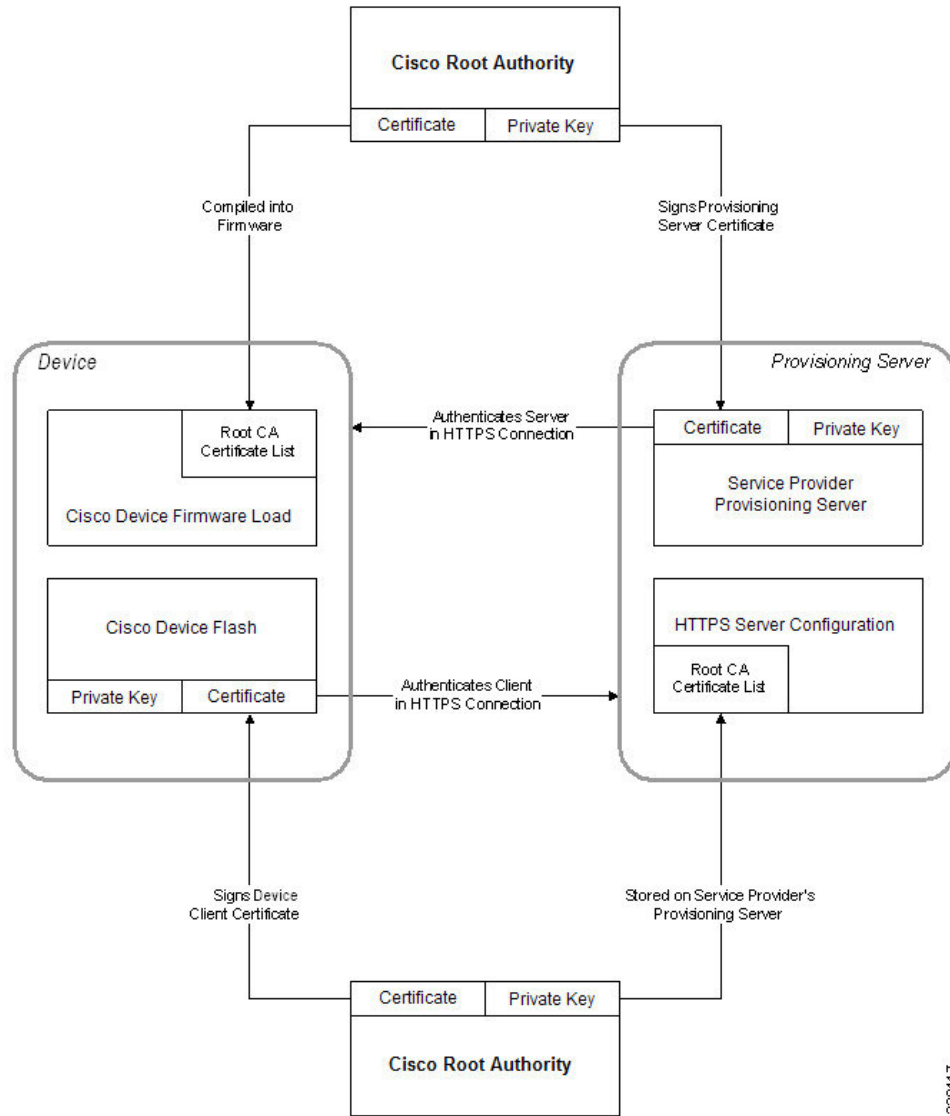 Cisco Root Authority
Certificate
Private Key
Compiled into
Firmware
Signs Provisioning
Server Certificate
Device
Provisioning Server
Root CA
Certificate List
Cisco Device Firmware Load
Authenticates Server
in HTTPS Connection
Certificate
Private Key
Service Provider
Provisioning Server
Cisco Device Flash
Private Key
Certificate
Authenticates Client
in HTTPS Connection
HTTPS Server Configuration
Root CA
Certificate List
Signs Device
Client Certificate
Stored on Service Provider's
Provisioning Server
Certificate
Private Key
Cisco Root Authority